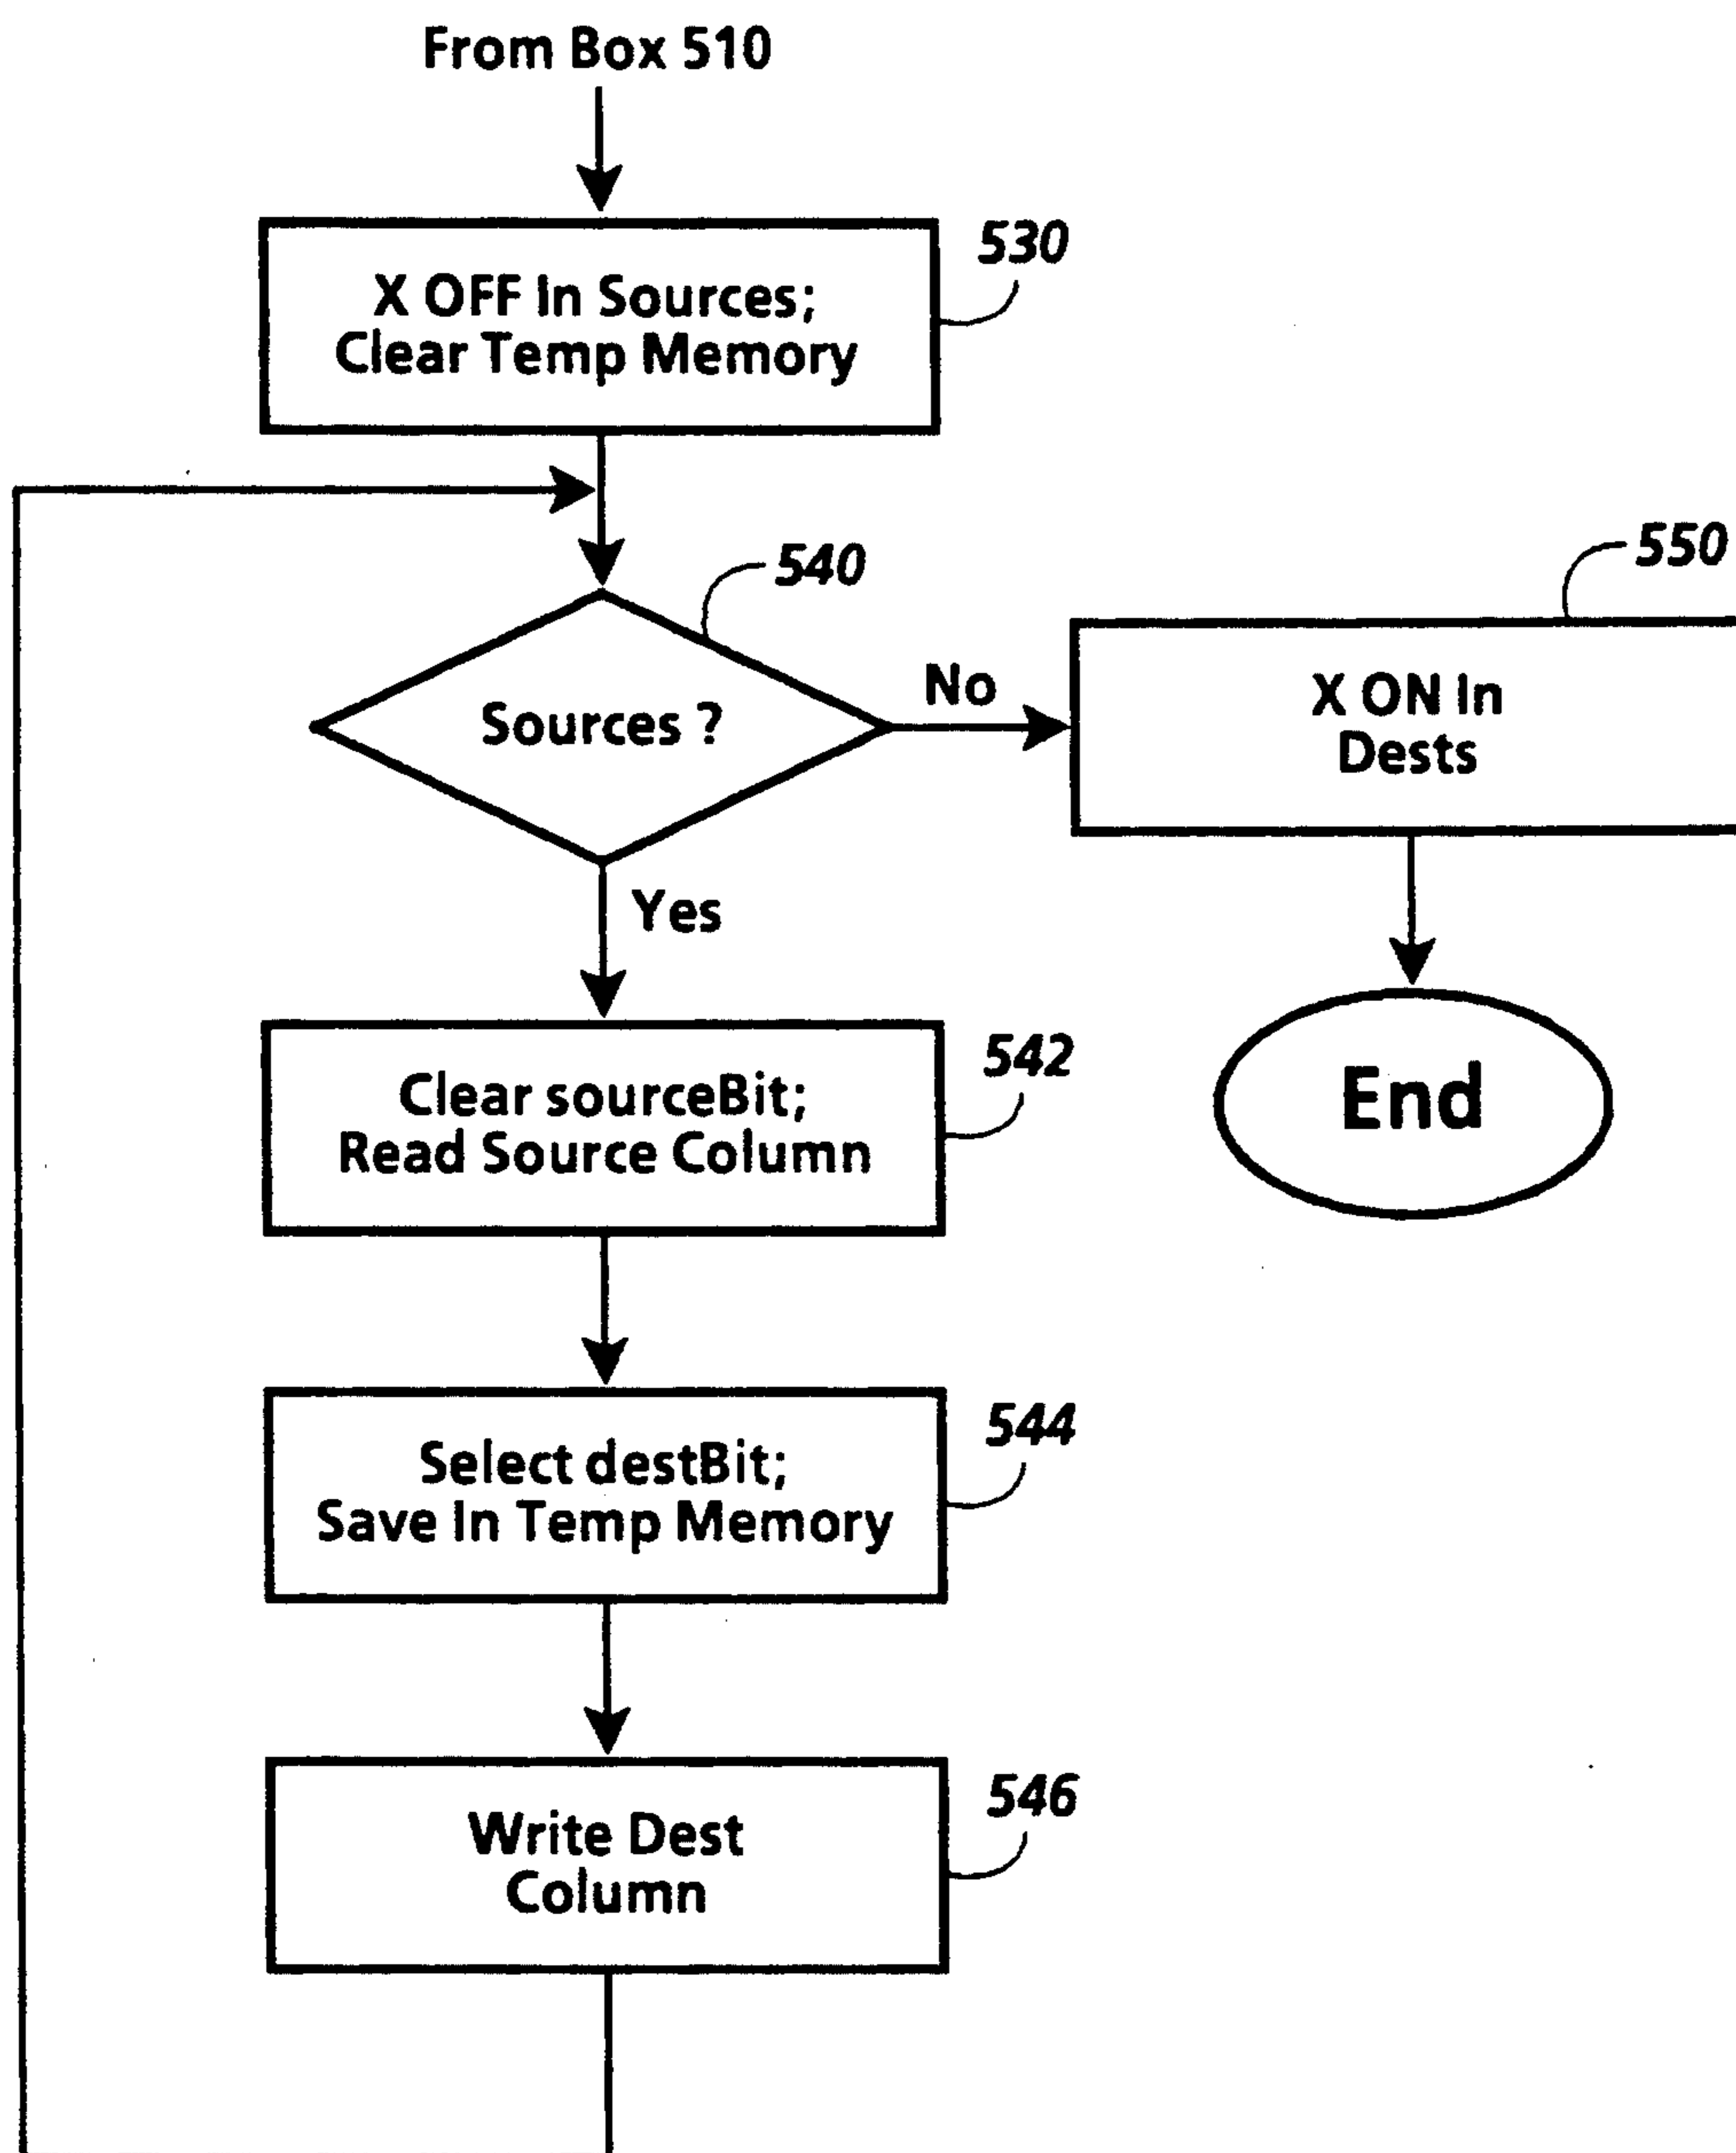 From Box 510
X OFF In Sources;
Clear Temp Memory
530
540
Sources ?
No
550
X ON In
Dests
Yes
Clear sourceBit;
Read Source Column
542
End
Select destBit;
Save In Temp Memory
544
Write Dest
Column
546